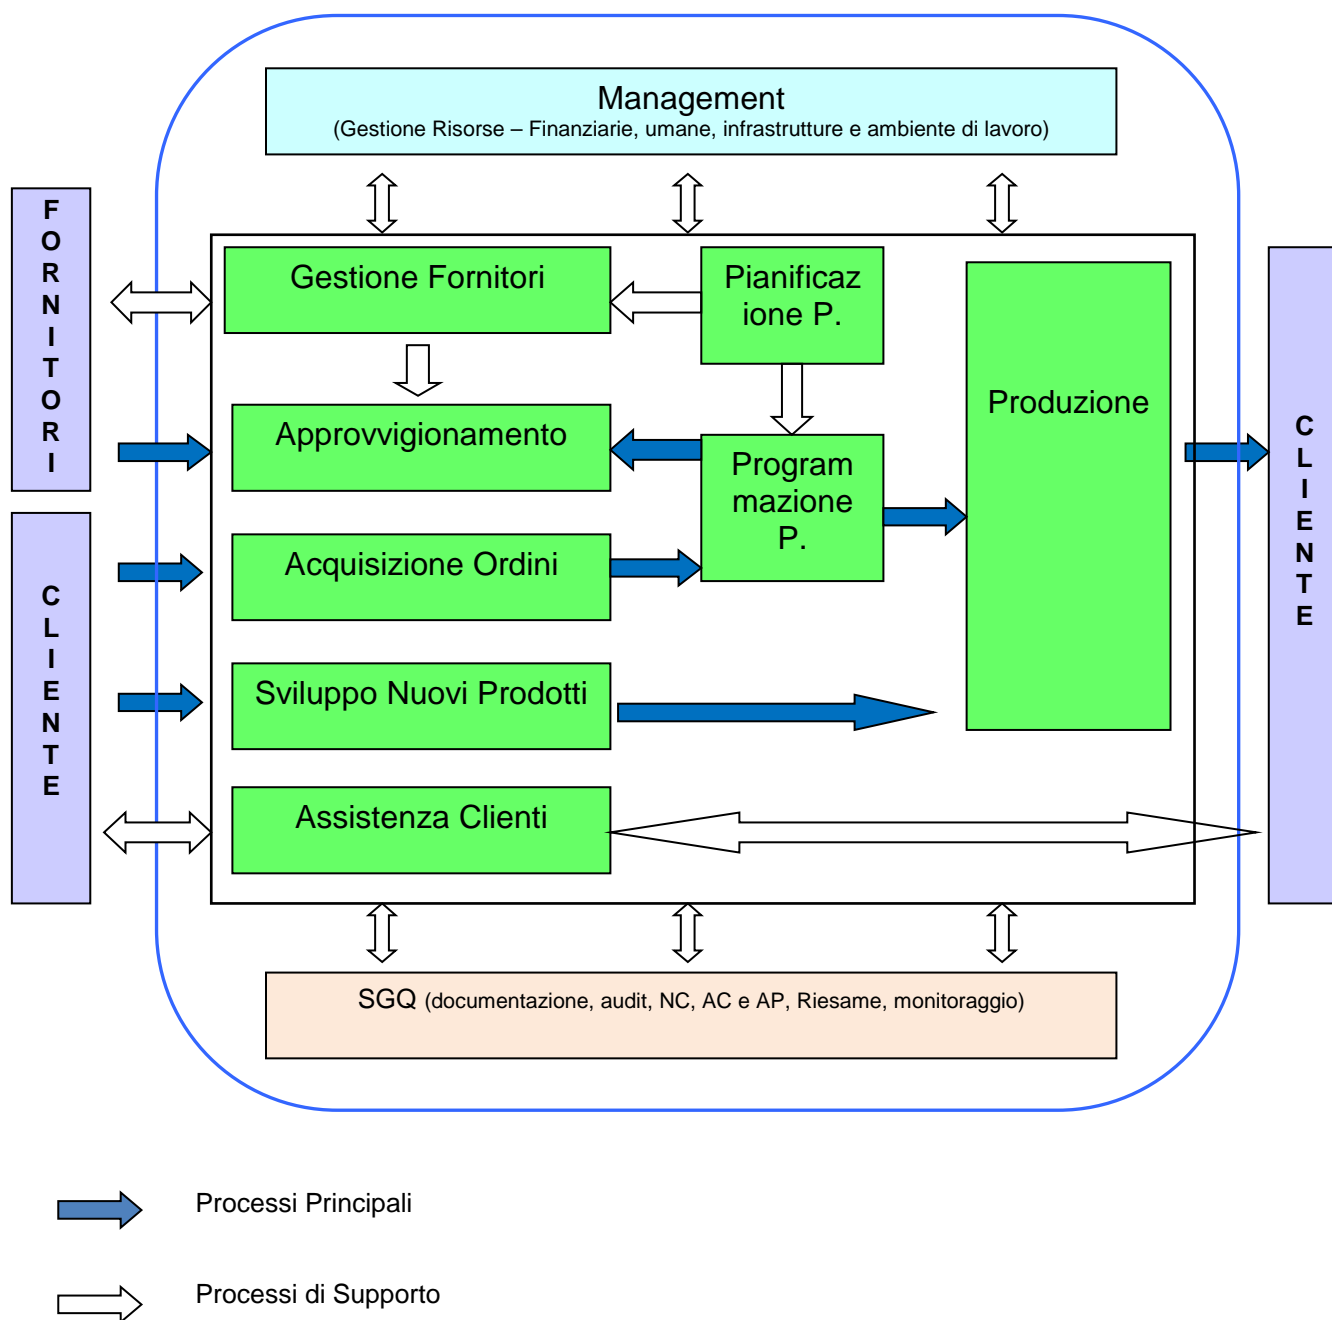 Management
(Gestione Risorse – Finanziarie, umane, infrastrutture e ambiente di lavoro)
F
O
R
N
I
T
O
R
I
Gestione Fornitori
Pianificaz
ione P.
Produzione
Approvvigionamento
Program
mazione
P.
C
L
I
E
N
T
E
Acquisizione Ordini
C
L
I
E
N
T
E
Sviluppo Nuovi Prodotti
Assistenza Clienti
SGQ (documentazione, audit, NC, AC e AP, Riesame, monitoraggio)
Processi Principali
Processi di Supporto